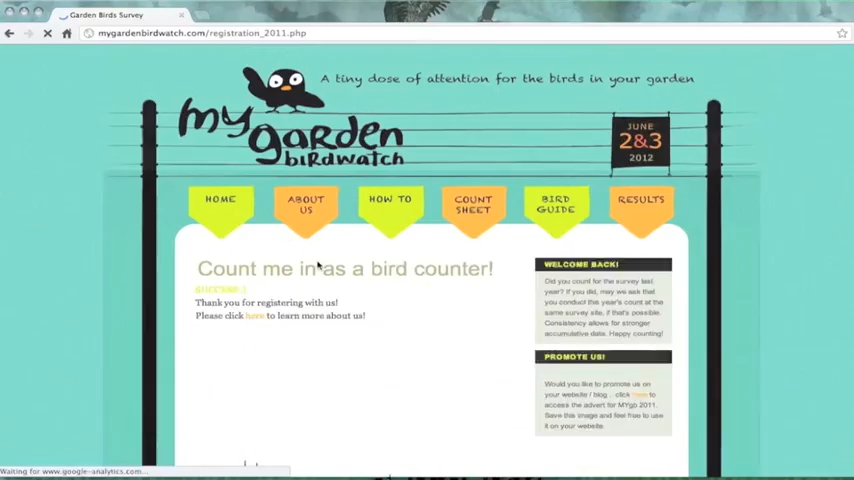 Garden Birds Survey
mygardenbirdwatch.com/registration_2011.php
A tiny dose of attention for the birds in your garden
my garden birdwatch
JUNE
2&3
2012
HOME
ABOUT US
HOW TO
COUNT SHEET
BIRD GUIDE
RESULTS
Count me in as a bird counter!
Thank you for registering with us!
Please click here to learn more about us!
WELCOME BACK!
Did you count for the survey last
year? If you did, may we ask that
you conduct this year's count at the
same survey site, if that's possible.
Consistency allows for stronger
accumulative data. Happy counting!
PROMOTE US!
Would you like to promote us on
your website / blog .. click here to
access the advert for MYgb 2011.
Save this image and feel free to use
it on your website.
Waiting for www.google-analytics.com...